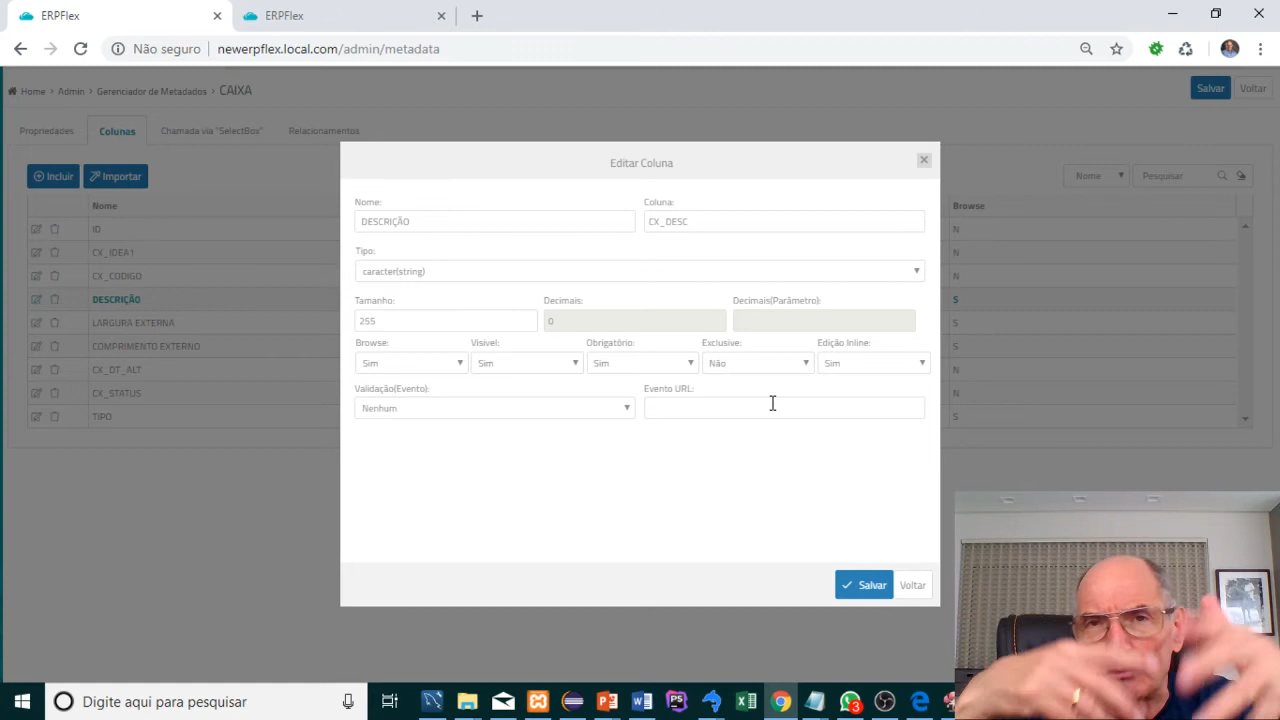 ERPFlex
ERPFlex
Não seguro newerpflex.local.com/admin/metadata
Home > Admin > Gerenciador de Metadados > CAIXA
Salvar Voltar
Propriedades Colunas Chamada via "SelectBox" Relacionamentos
Incluir Importar Nome Pesquisar
Nome Browse
ID N
CX_IDEA1 N
CX_CODIGO N
DESCRIÇÃO S
LARGURA EXTERNA S
COMPRIMENTO EXTERNO S
CX_DT_ALT N
CX_STATUS N
TIPO S
Editar Coluna
Nome: Coluna:
DESCRIÇÃO CX_DESC
Tipo:
caracter(string)
Tamanho: Decimais: Decimais(Parâmetro):
255 0
Browse: Visivel: Obrigatório: Exclusive: Edição Inline:
Sim Sim Sim Não Sim
Validação(Evento): Evento URL:
Nenhum
Salvar Voltar
Digite aqui para pesquisar
PS
3